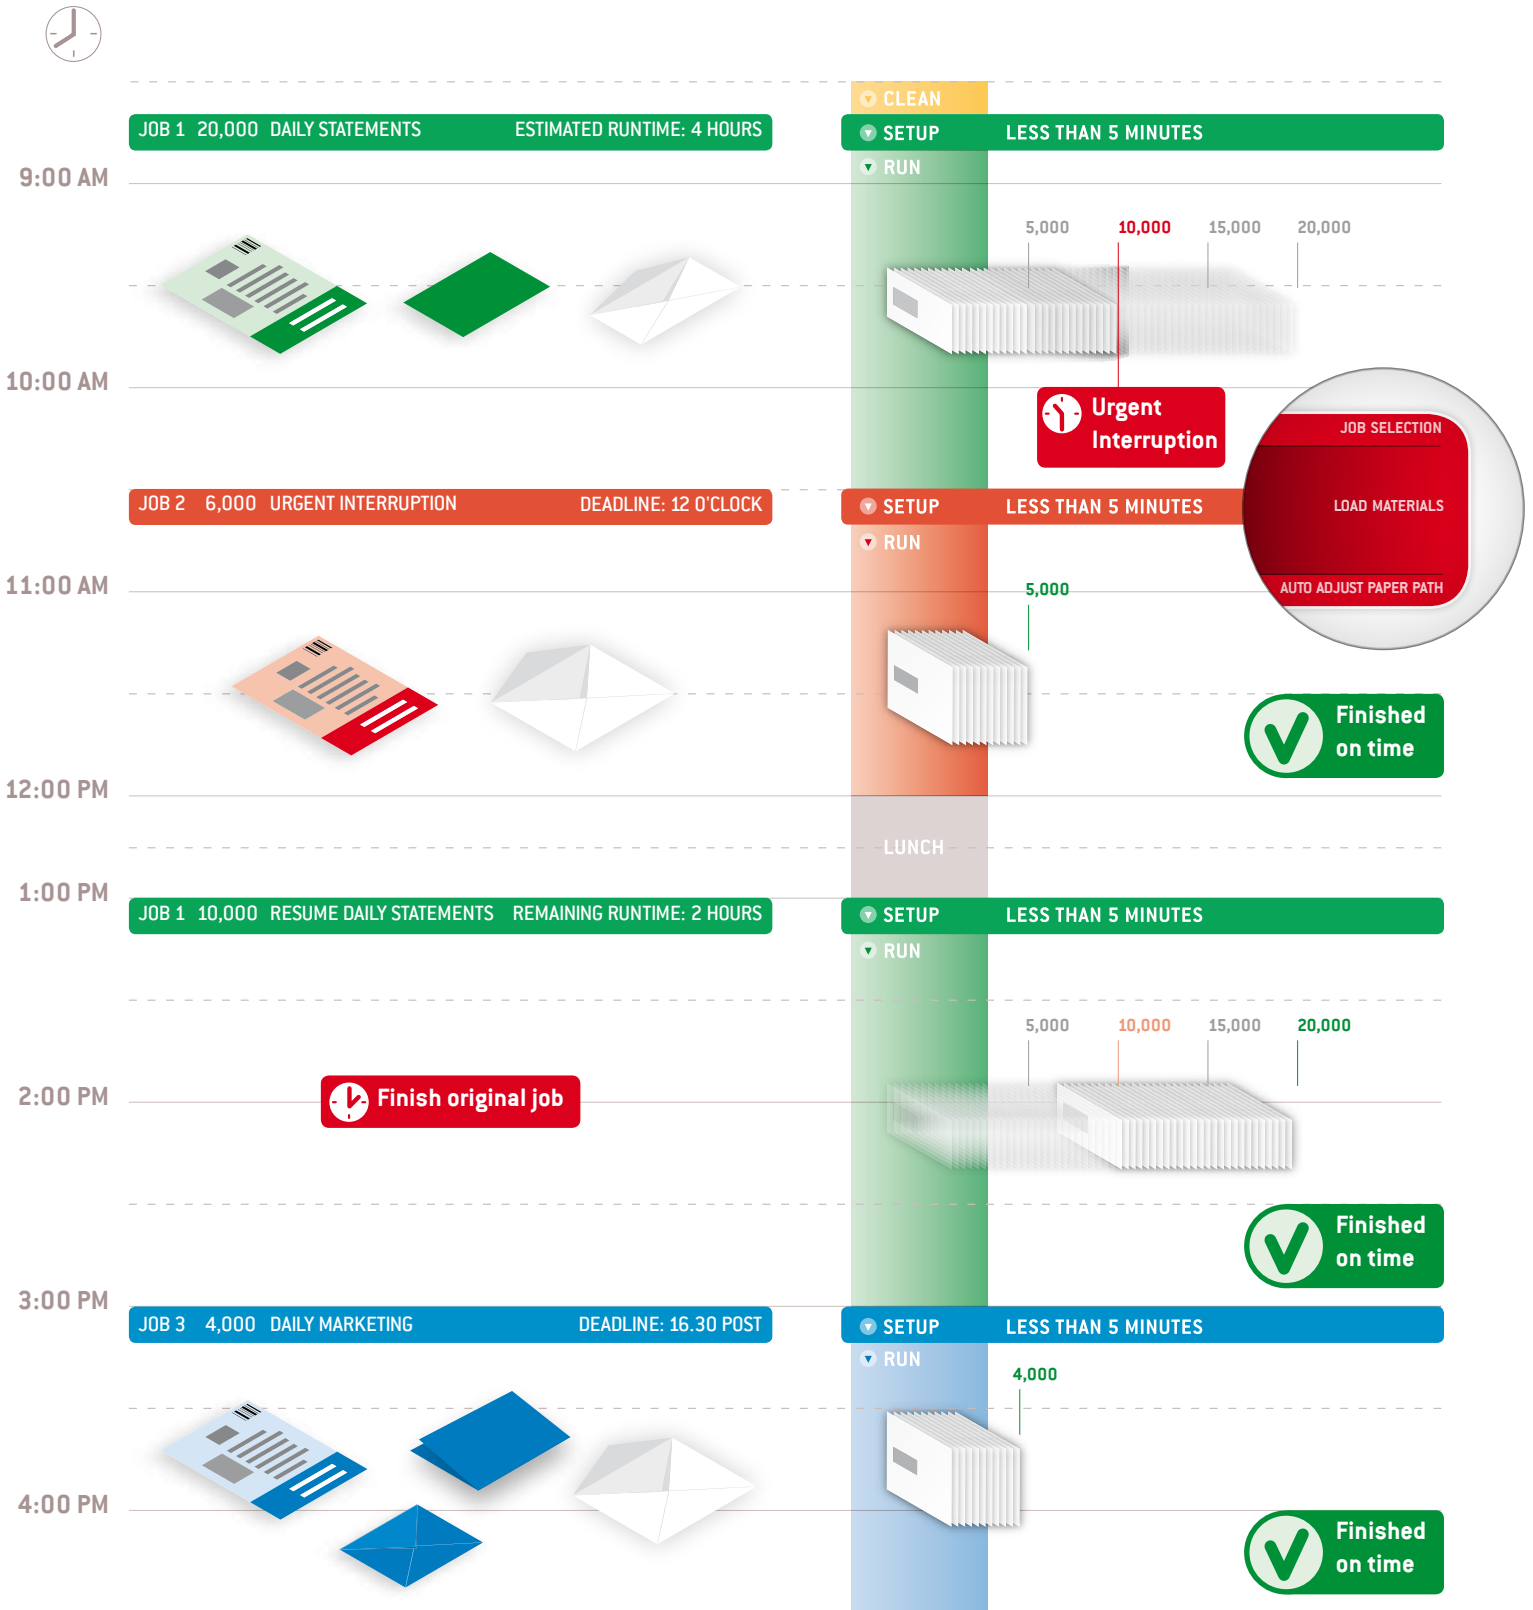 CLEAN
JOB 1 20,000 DAILY STATEMENTS ESTIMATED RUNTIME: 4 HOURS
SETUP LESS THAN 5 MINUTES
RUN
9:00 AM
5,000 10,000 15,000 20,000
10:00 AM
Urgent
Interruption
JOB SELECTION
LOAD MATERIALS
AUTO ADJUST PAPER PATH
JOB 2 6,000 URGENT INTERRUPTION DEADLINE: 12 O'CLOCK
SETUP LESS THAN 5 MINUTES
RUN
11:00 AM
5,000
Finished
on time
12:00 PM
LUNCH
1:00 PM
JOB 1 10,000 RESUME DAILY STATEMENTS REMAINING RUNTIME: 2 HOURS
SETUP LESS THAN 5 MINUTES
RUN
5,000 10,000 15,000 20,000
2:00 PM
Finish original job
Finished
on time
3:00 PM
JOB 3 4,000 DAILY MARKETING DEADLINE: 16.30 POST
SETUP LESS THAN 5 MINUTES
RUN
4,000
4:00 PM
Finished
on time